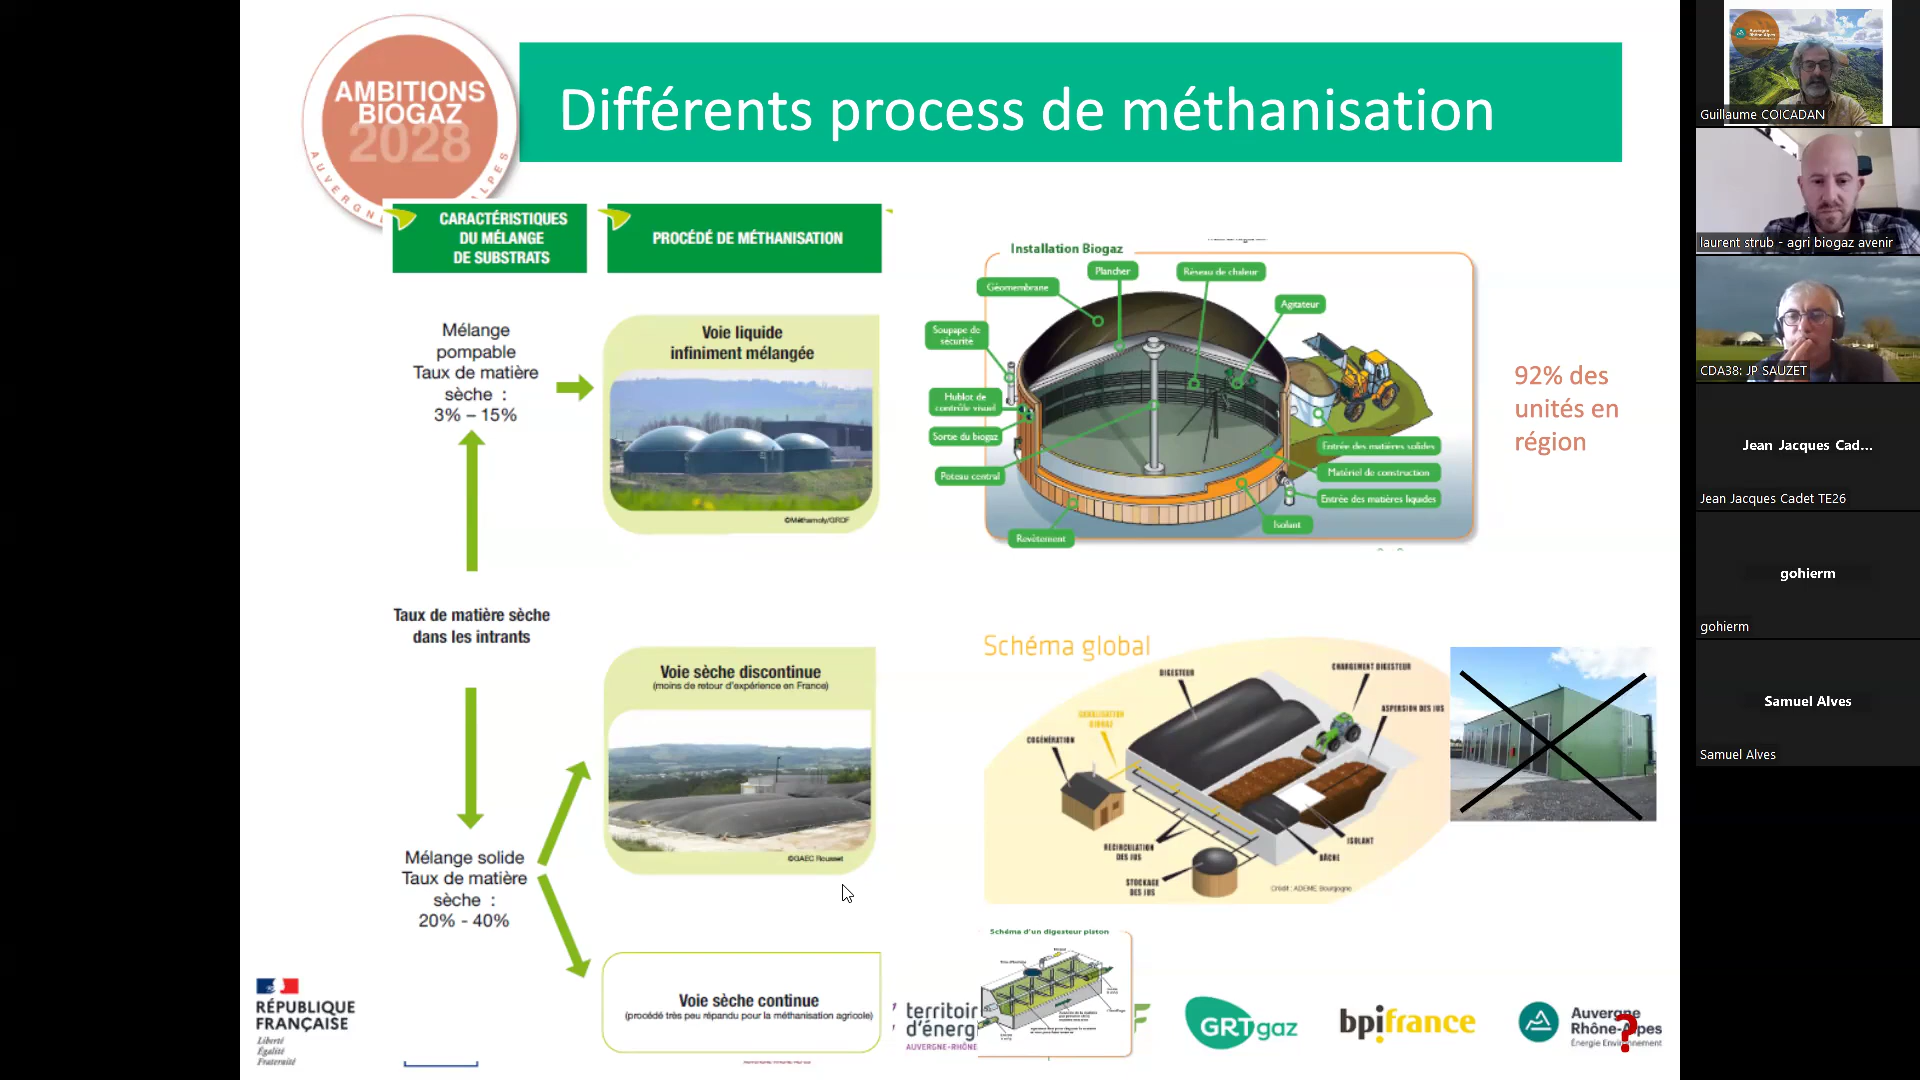 AMBITIONS
BIOGAZ
2028
Différents process de méthanisation
CARACTÉRISTIQUES
DU MÉLANGE
DE SUBSTRATS
PROCÉDÉ DE MÉTHANISATION
Mélange
pompable
Taux de matière
sèche :
3% – 15%
Voie liquide
infiniment mélangée
©Méthamoly/GRDF
Installation Biogaz
Plancher
Réseau de chaleur
Géomembrane
Agitateur
Soupape de
sécurité
Hublot de
contrôle visuel
Sortie du biogaz
Poteau central
Revêtement
Entrée des matières solides
Matériel de construction
Entrée des matières liquides
Isolant
92% des
unités en
région
Taux de matière sèche
dans les intrants
Mélange solide
Taux de matière
sèche :
20% - 40%
Voie sèche discontinue
(moins de retour d'expérience en France)
©GAEC Rousset
Schéma global
DIGESTEUR
CHARGEMENT DIGESTEUR
CANALISATION
BIOGAZ
ASPERSION DES JUS
COGÉNÉRATION
RECIRCULATION
DES JUS
ISOLANT
BÂCHE
STOCKAGE
DES JUS
Crédit : ADEME Bourgogne
Voie sèche continue
(procédé très peu répandu pour la méthanisation agricole)
Schéma d'un digesteur piston
RÉPUBLIQUE
FRANÇAISE
Liberté
Égalité
Fraternité
territoir
d'énerg
AUVERGNE-RHÔNE
F
GRTgaz
bpifrance
Auvergne
Rhône-Alpes
Énergie Environnement
?
Guillaume COICADAN
laurent strub - agri biogaz avenir
CDA38: JP SAUZET
Jean Jacques Cad...
Jean Jacques Cadet TE26
gohierm
gohierm
Samuel Alves
Samuel Alves